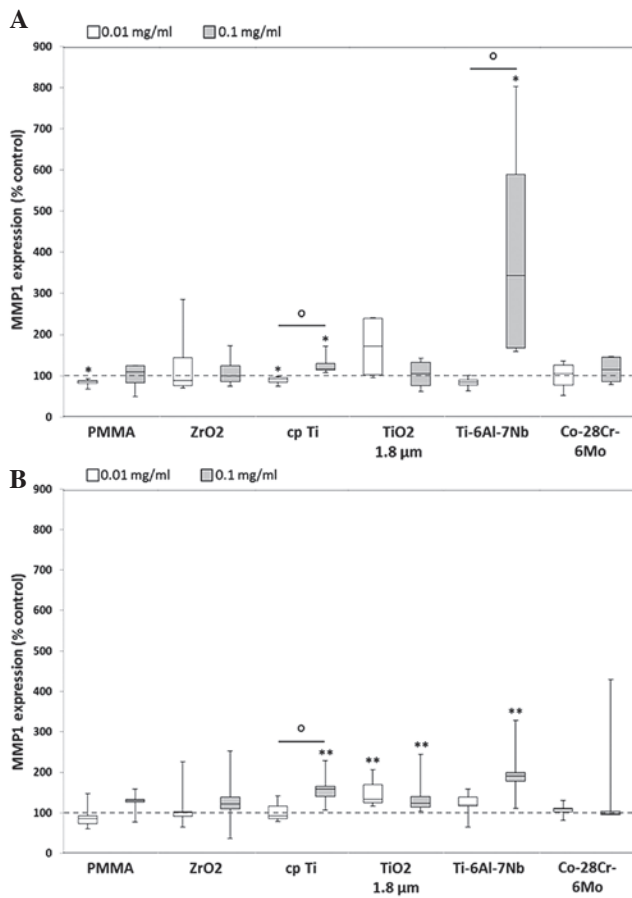 A
0.01 mg/ml 0.1 mg/ml
MMP1 expression (% control)
900
800
700
600
500
400
300
200
100
0
*
o
*
*
o
*
PMMA ZrO2 cp Ti TiO2 1.8 µm Ti-6Al-7Nb Co-28Cr-6Mo
B
0.01 mg/ml 0.1 mg/ml
MMP1 expression (% control)
900
800
700
600
500
400
300
200
100
0
o
**
**
**
**
PMMA ZrO2 cp Ti TiO2 1.8 µm Ti-6Al-7Nb Co-28Cr-6Mo